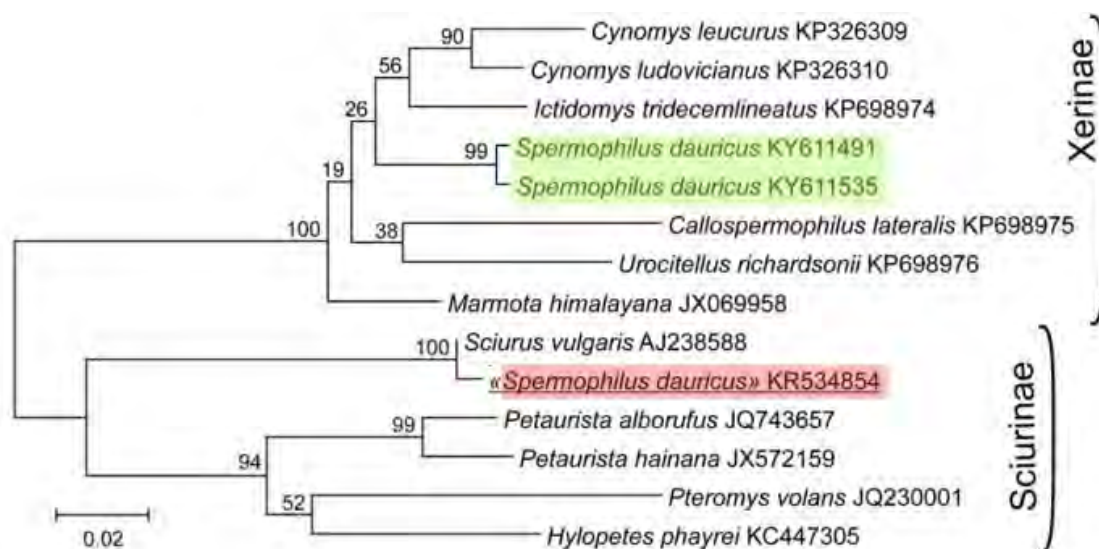 90
Cynomys leucurus KP326309
56
Cynomys ludovicianus KP326310
26
Ictidomys tridecemlineatus KP698974
99
Spermophilus dauricus KY611491
Spermophilus dauricus KY611535
19
100
38
Callospermophilus lateralis KP698975
Urocitellus richardsonii KP698976
Marmota himalayana JX069958
Xerinae
100
Sciurus vulgaris AJ238588
«Spermophilus dauricus» KR534854
99
Petaurista alborufus JQ743657
94
Petaurista hainana JX572159
52
Pteromys volans JQ230001
Hylopetes phayrei KC447305
Sciurinae
0.02